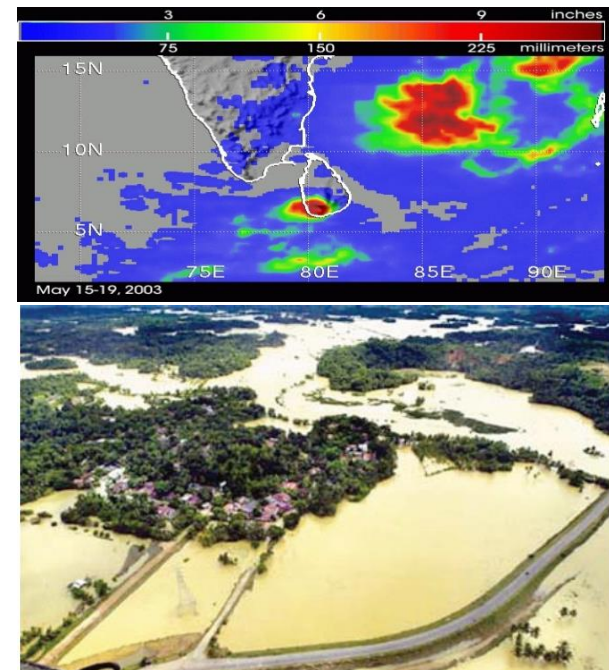 3 6 9 inches
75 150 225 millimeters
15N
10N
5N
75E 80E 85E 90E
May 15-19, 2003